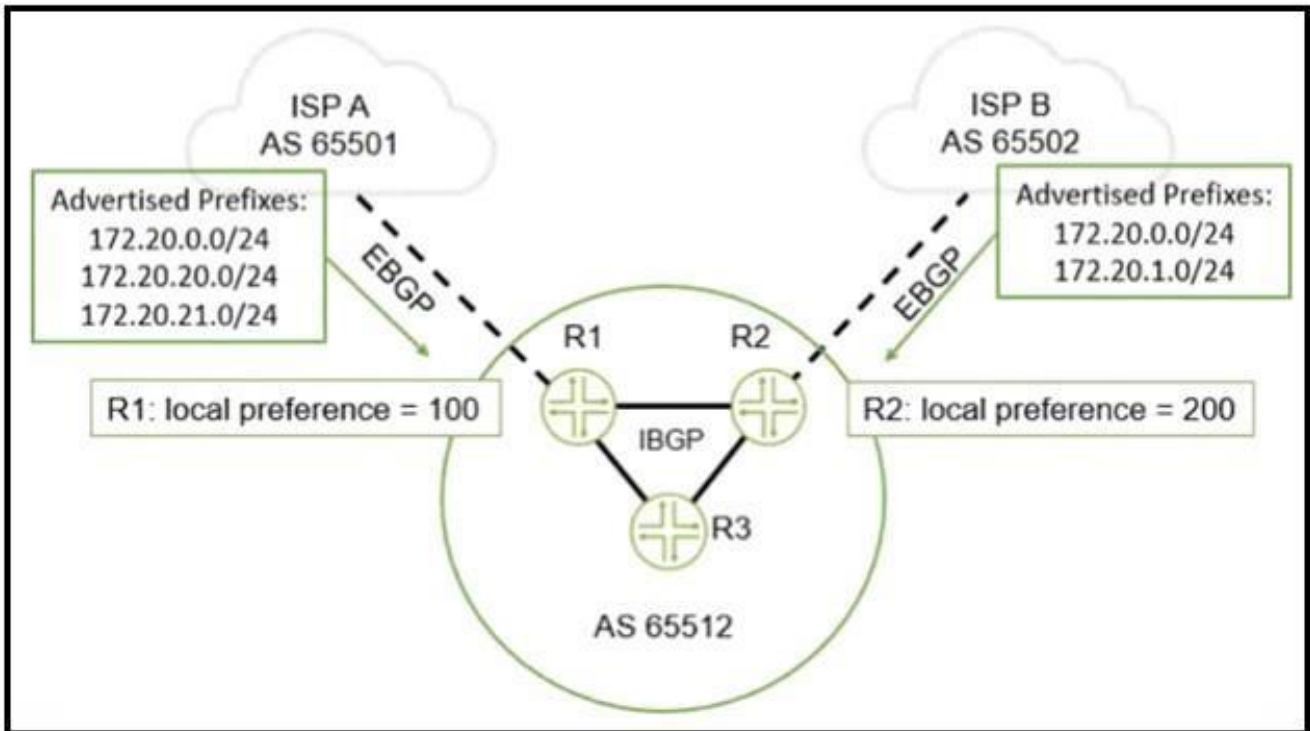 ISP A
AS 65501
ISP B
AS 65502
Advertised Prefixes:
172.20.0.0/24
172.20.20.0/24
172.20.21.0/24
Advertised Prefixes:
172.20.0.0/24
172.20.1.0/24
EBGP
EBGP
R1
R2
R1: local preference = 100
R2: local preference = 200
IBGP
R3
AS 65512